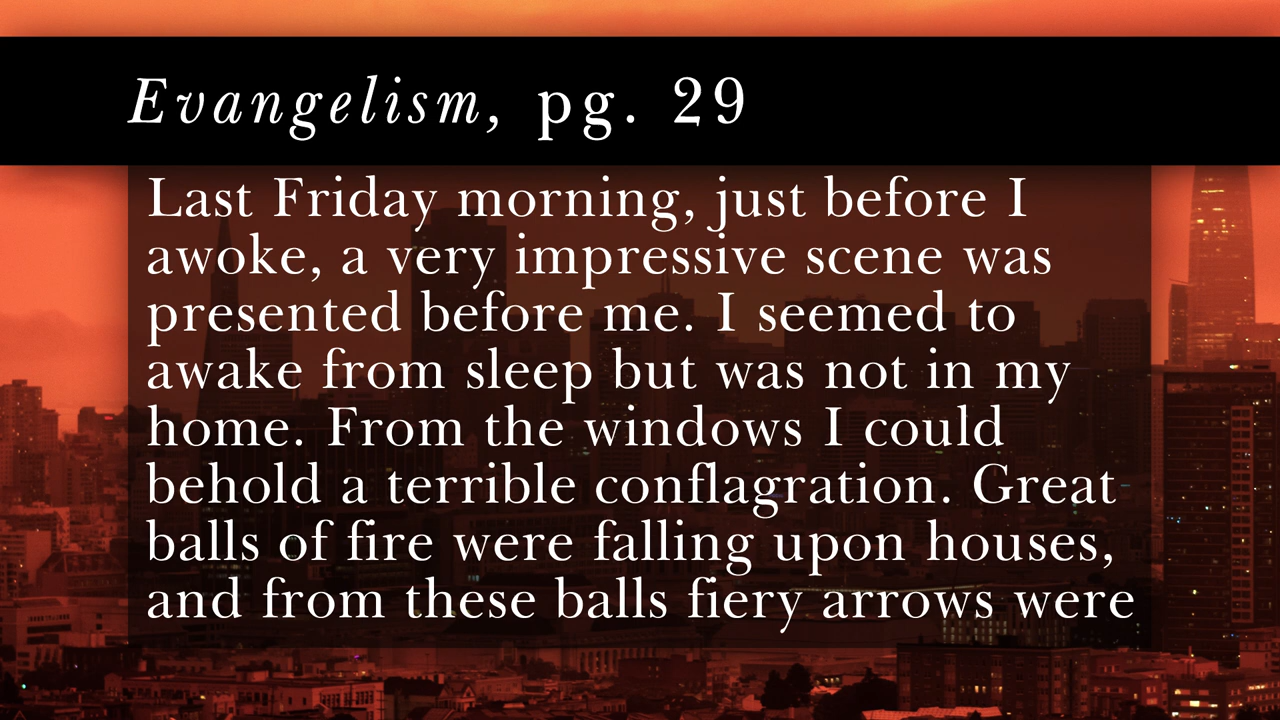 Evangelism, pg. 29
Last Friday morning, just before I
awoke, a very impressive scene was
presented before me. I seemed to
awake from sleep but was not in my
home. From the windows I could
behold a terrible conflagration. Great
balls of fire were falling upon houses,
and from these balls fiery arrows were